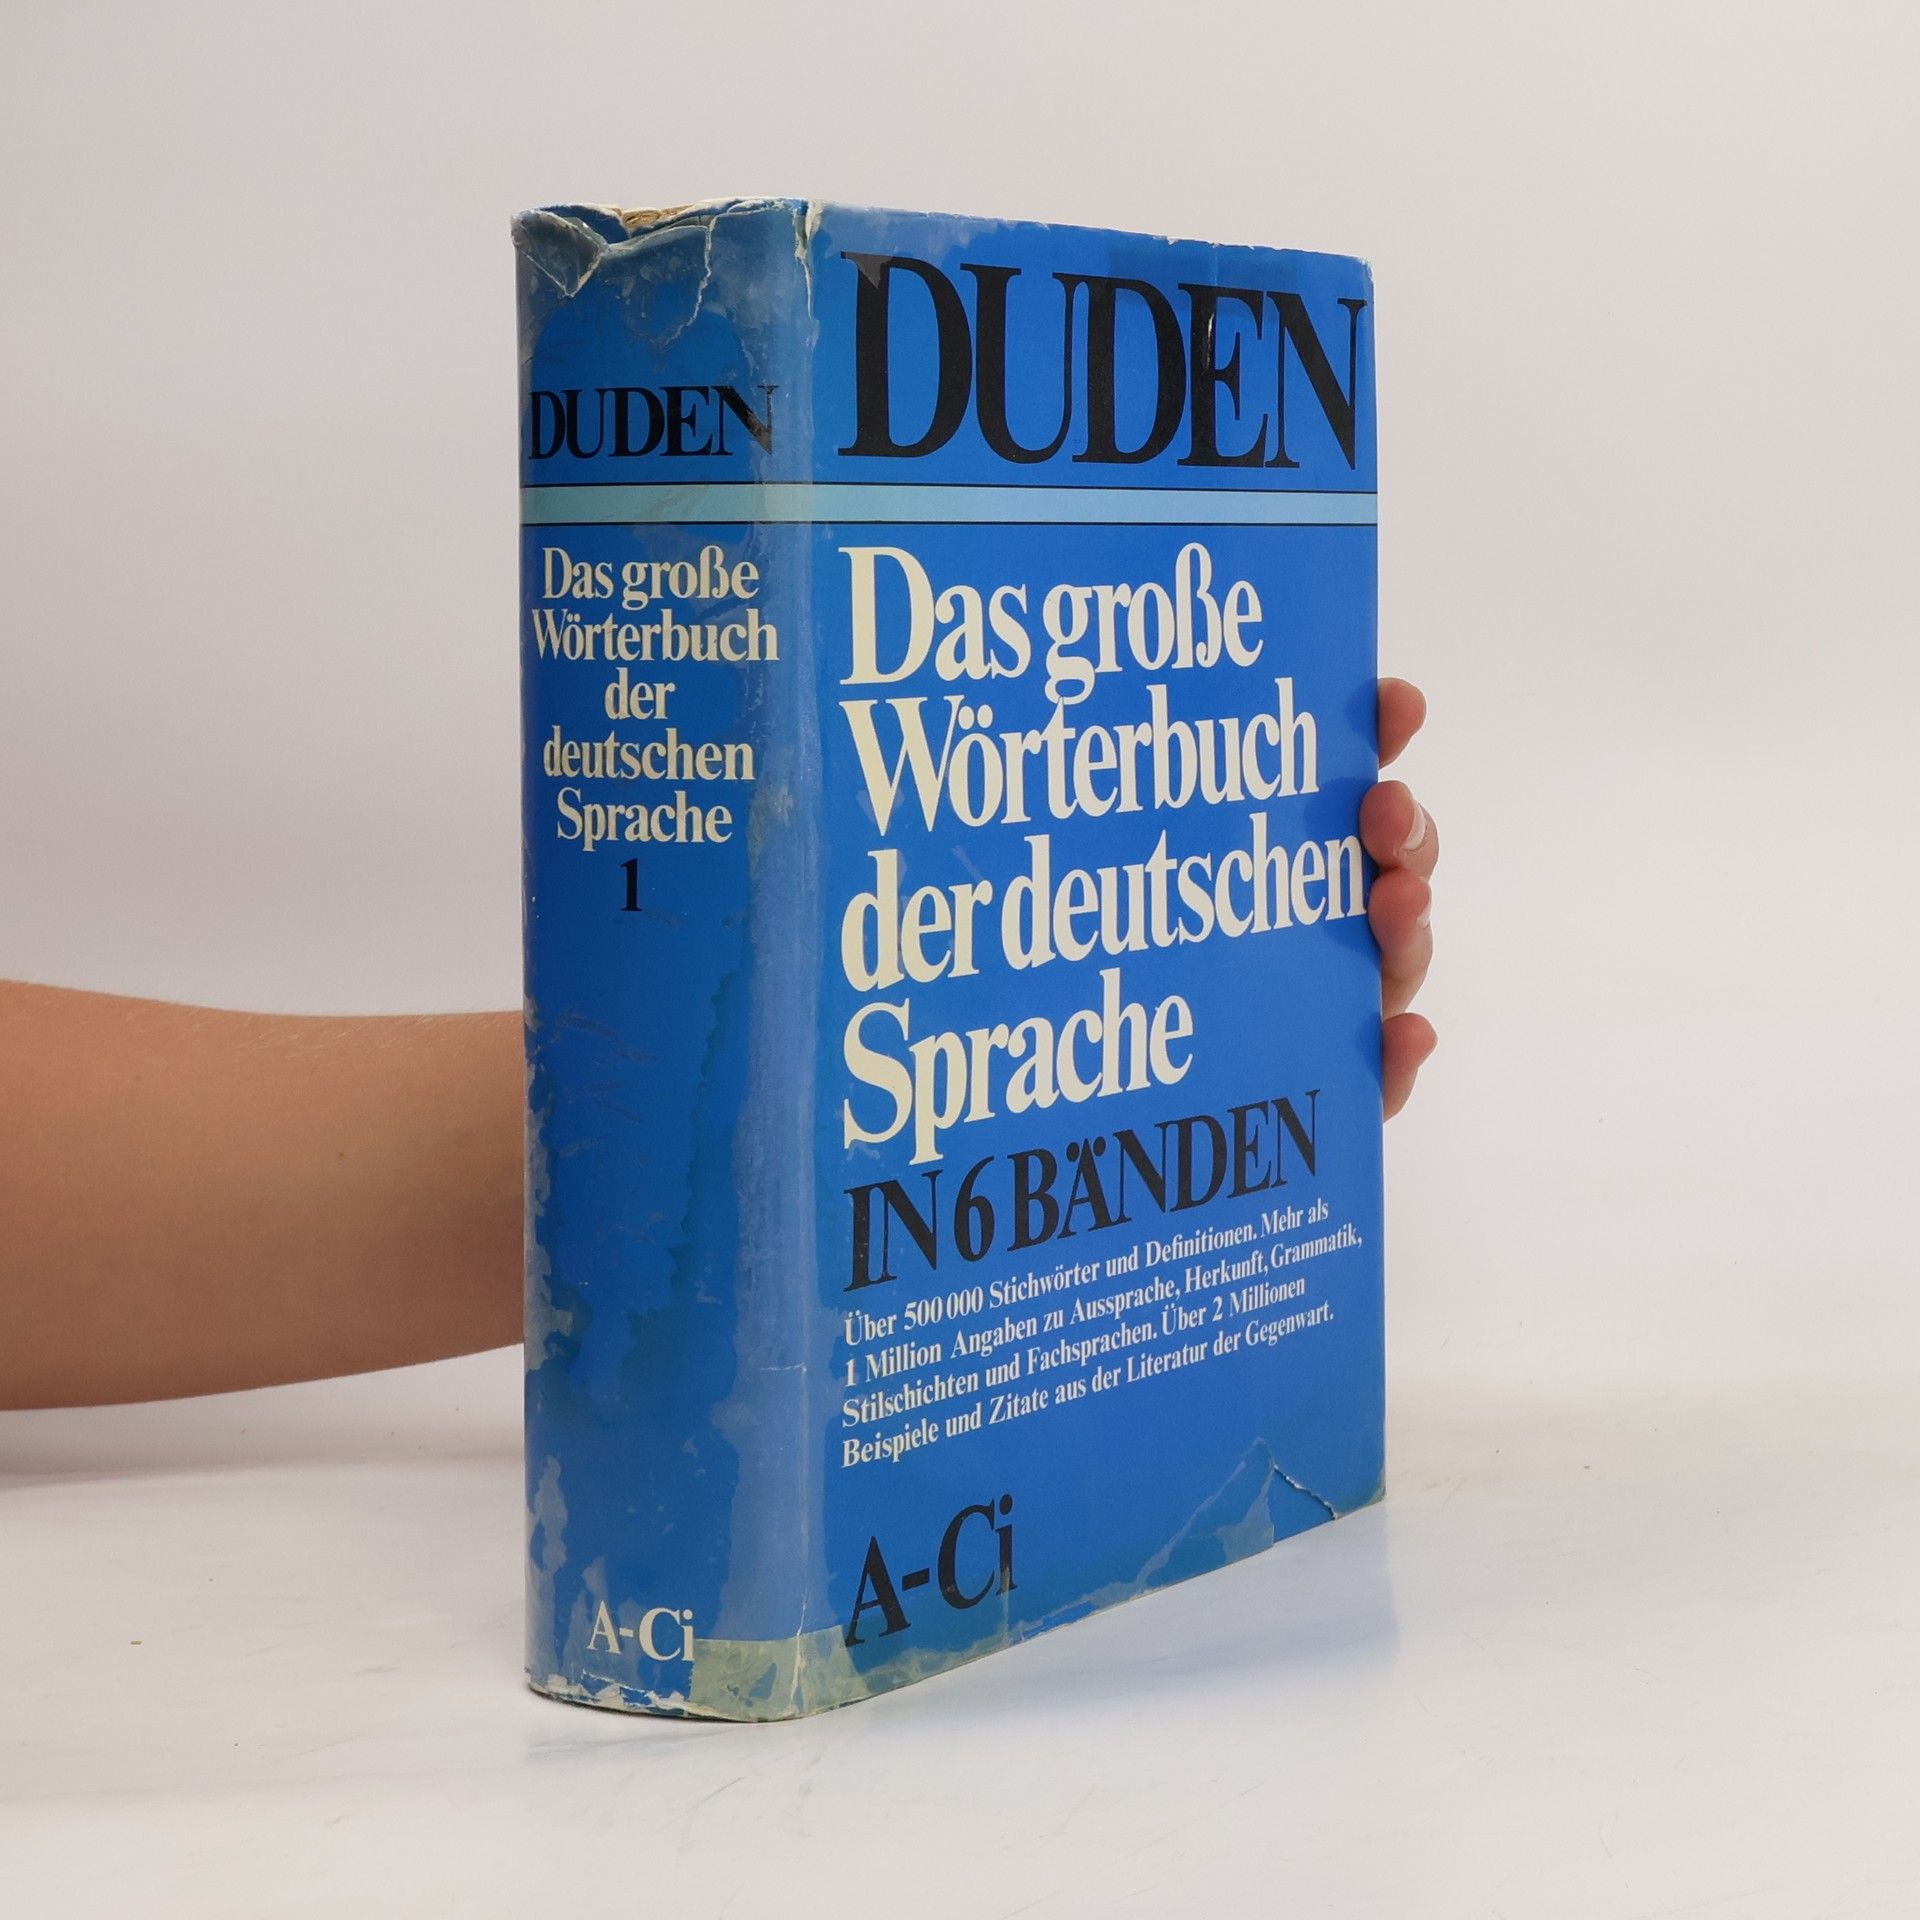 DUDEN
Das große
Wörterbuch
der
deutschen
Sprache
1
A-Ci
DUDEN
Das große
Wörterbuch
der deutschen
Sprache
IN 6 BÄNDEN
Über 500 000 Stichwörter und Definitionen. Mehr als
1 Million Angaben zu Aussprache, Herkunft, Grammatik,
Stilschichten und Fachsprachen. Über 2 Millionen
Beispiele und Zitate aus der Literatur der Gegenwart.
A-Ci